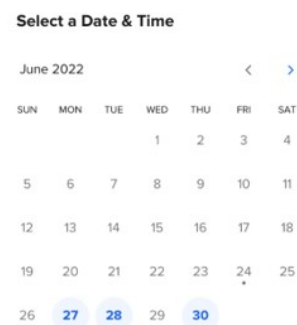 Select a Date & Time
June 2022 < >
SUN MON TUE WED THU FRI SAT
1 2 3 4
5 6 7 8 9 10 11
12 13 14 15 16 17 18
19 20 21 22 23 24 25
26 27 28 29 30